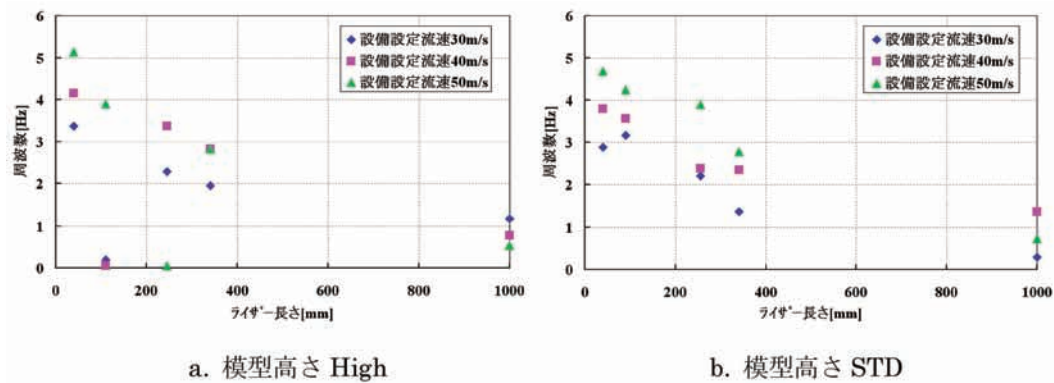 6
5
4
3
2
1
0
周波数[Hz]
◆設備設定流速30m/s
■設備設定流速40m/s
▲設備設定流速50m/s
0 200 400 600 800 1000
ライザー長さ[mm]
a. 模型高さ High
6
5
4
3
2
1
0
周波数[Hz]
◆設備設定流速30m/s
■設備設定流速40m/s
▲設備設定流速50m/s
0 200 400 600 800 1000
ライザー長さ[mm]
b. 模型高さ STD